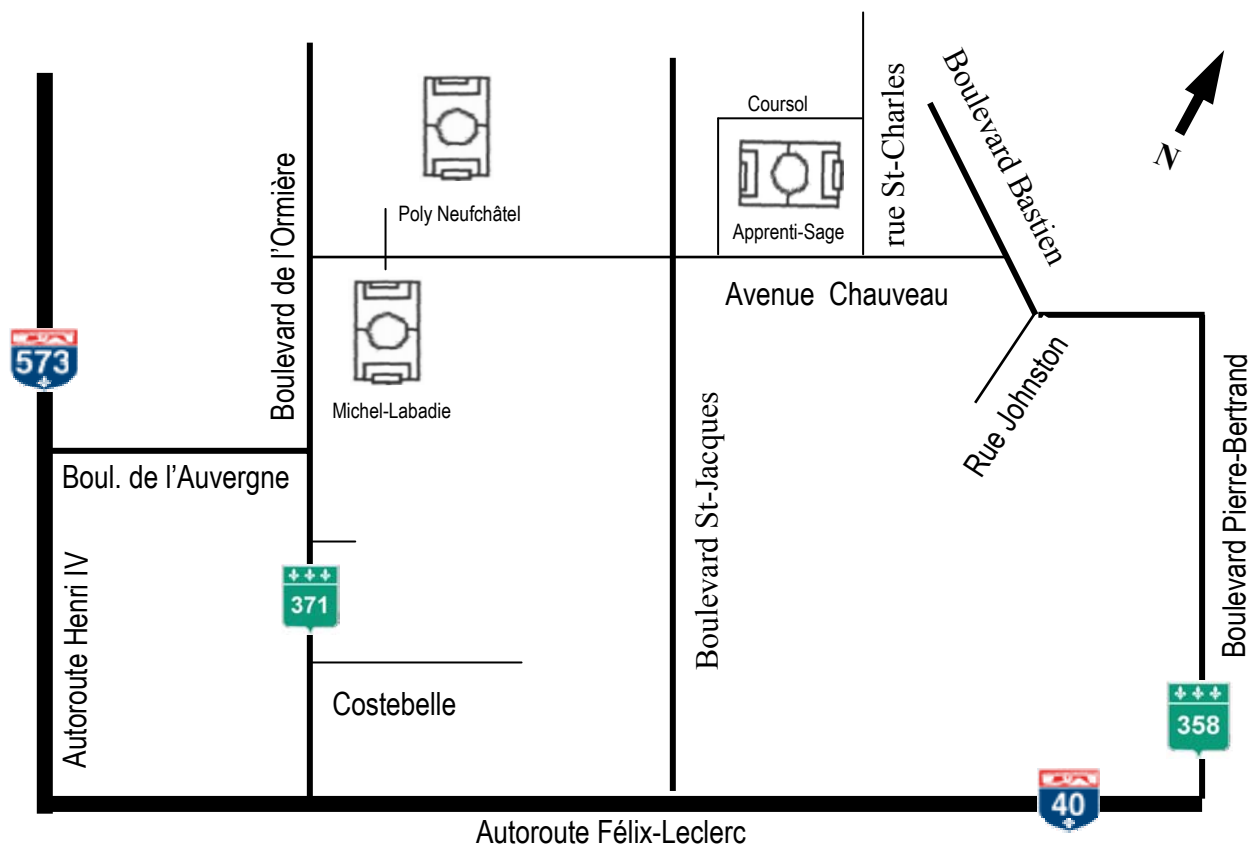 Boulevard Bastien
rue St-Charles
Coursol
N
Boulevard de l'Ormière
Poly Neufchâtel
Apprenti-Sage
Avenue Chauveau
573
Rue Johnston
Boulevard Pierre-Bertrand
Michel-Labadie
Boulevard St-Jacques
Boul. de l'Auvergne
Autoroute Henri IV
371
Costebelle
358
40
Autoroute Félix-Leclerc